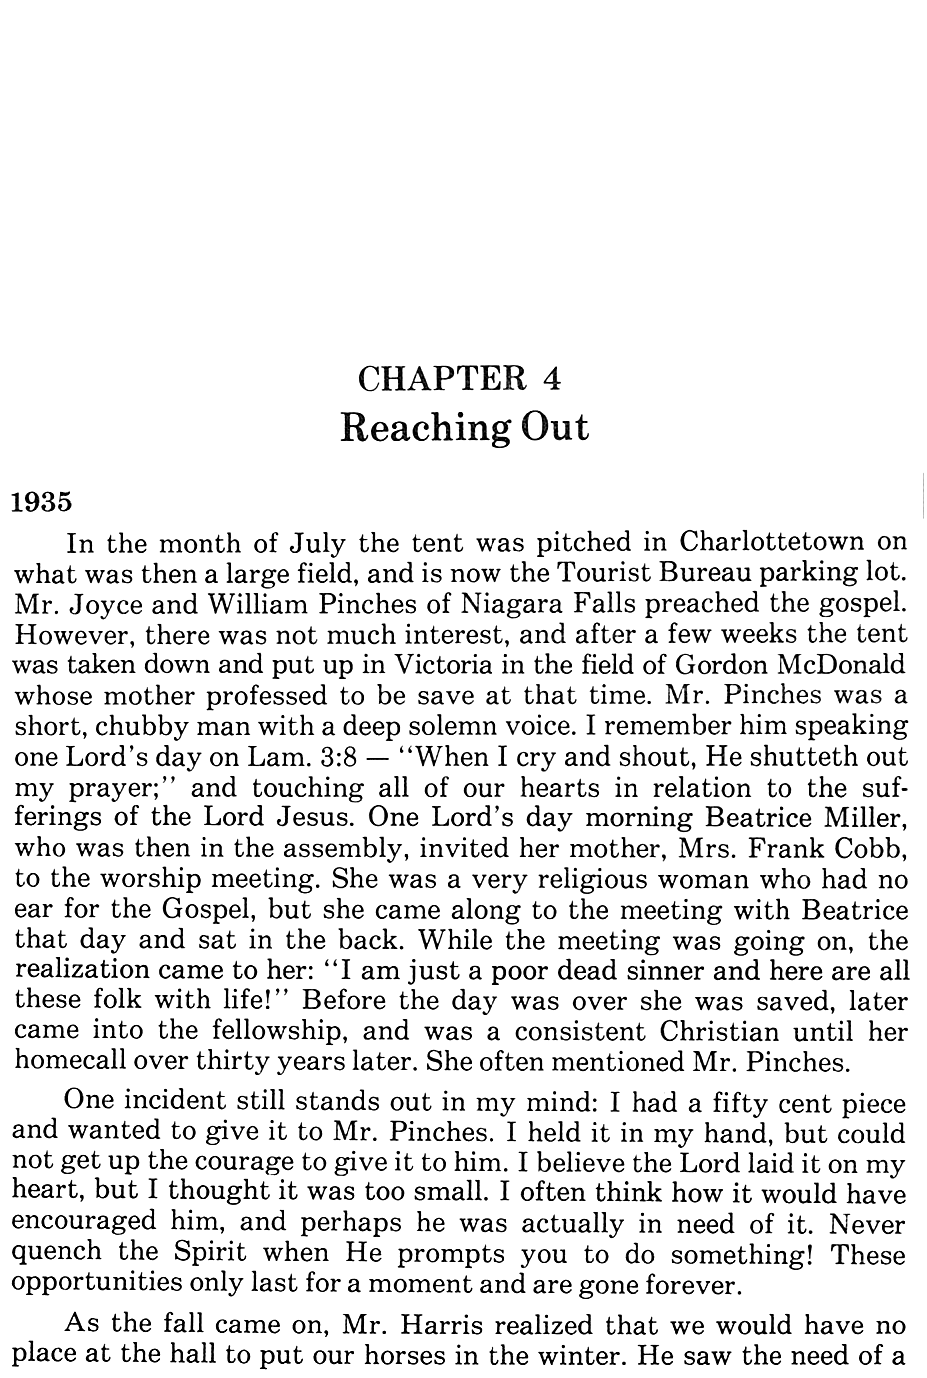 CHAPTER 4
Reaching Out
1935
In the month of July the tent was pitched in Charlottetown on
what was then a large field, and is now the Tourist Bureau parking lot.
Mr. Joyce and William Pinches of Niagara Falls preached the gospel.
However, there was not much interest, and after a few weeks the tent
was taken down and put up in Victoria in the field of Gordon McDonald
whose mother professed to be save at that time. Mr. Pinches was a
short, chubby man with a deep solemn voice. I remember him speaking
one Lord's day on Lam. 3:8 — ‘‘When I cry and shout, He shutteth out
my prayer;’’ and touching all of our hearts in relation to the suf-
ferings of the Lord Jesus. One Lord's day morning Beatrice Miller,
who was then in the assembly, invited her mother, Mrs. Frank Cobb,
to the worship meeting. She was a very religious woman who had no
ear for the Gospel, but she came along to the meeting with Beatrice
that day and sat in the back. While the meeting was going on, the
realization came to her: ‘‘I am just a poor dead sinner and here are all
these folk with life!’’ Before the day was over she was saved, later
came into the fellowship, and was a consistent Christian until her
homecall over thirty years later. She often mentioned Mr. Pinches.
One incident still stands out in my mind: I had a fifty cent piece
and wanted to give it to Mr. Pinches. I held it in my hand, but could
not get up the courage to give it to him. I believe the Lord laid it on my
heart, but I thought it was too small. I often think how it would have
encouraged him, and perhaps he was actually in need of it. Never
quench the Spirit when He prompts you to do something! These
opportunities only last for a moment and are gone forever.
As the fall came on, Mr. Harris realized that we would have no
place at the hall to put our horses in the winter. He saw the need of a